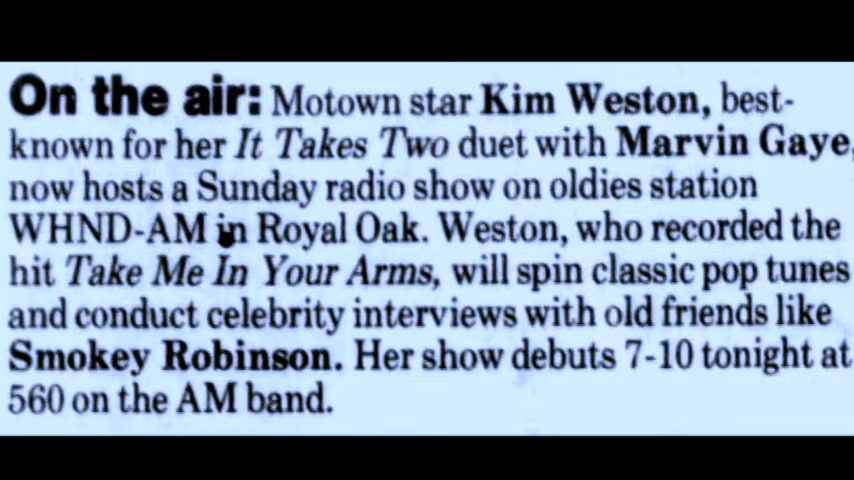 On the air: Motown star Kim Weston, best-
known for her It Takes Two duet with Marvin Gaye,
now hosts a Sunday radio show on oldies station
WHND-AM in Royal Oak. Weston, who recorded the
hit Take Me In Your Arms, will spin classic pop tunes
and conduct celebrity interviews with old friends like
Smokey Robinson. Her show debuts 7-10 tonight at
560 on the AM band.